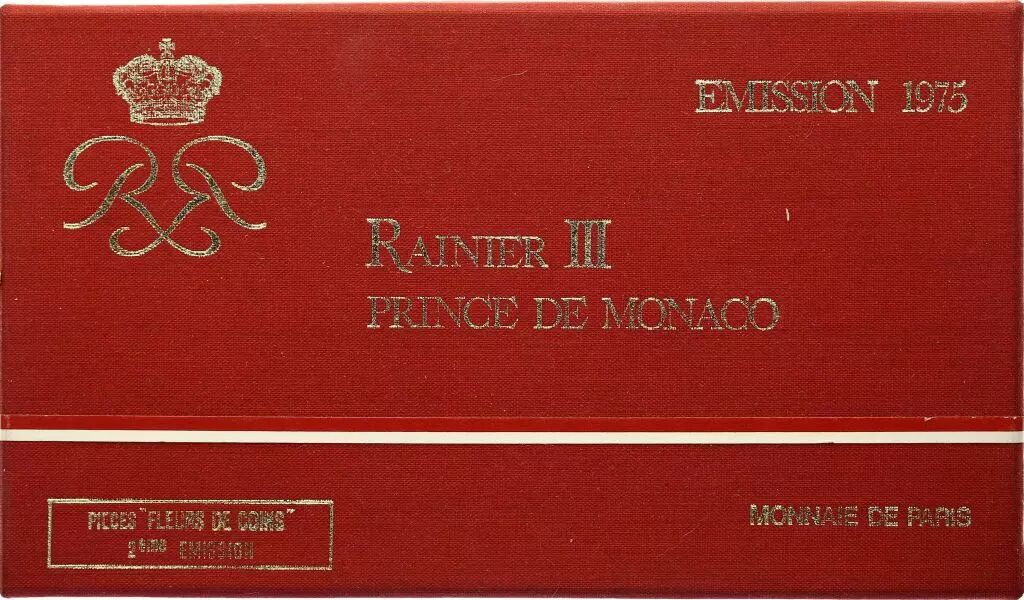 EMISSION 1975
RAINIER III
PRINCE DE MONACO
PIECES "FLEURS DE COINS"
2ème EMISSION
MONNAIE DE PARIS